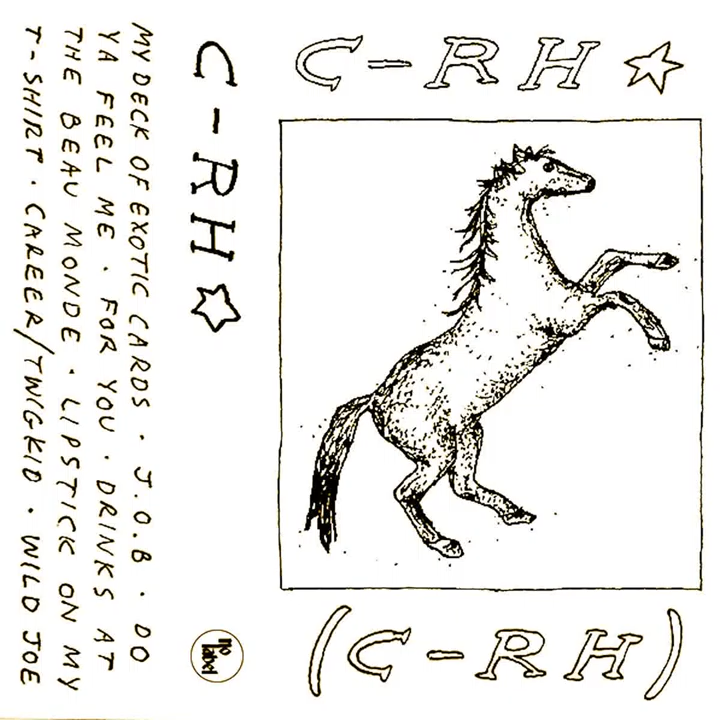 MY DECK OF EXOTIC CARDS · J.O.B · DO
YA FEEL ME · FOR YOU · DRINKS AT
THE BEAU MONDE · LIPSTICK ON MY
T-SHIRT · CAREER/TWIGKID · WILD JOE
C-RH☆
no
label
C-RH☆
(C-RH)